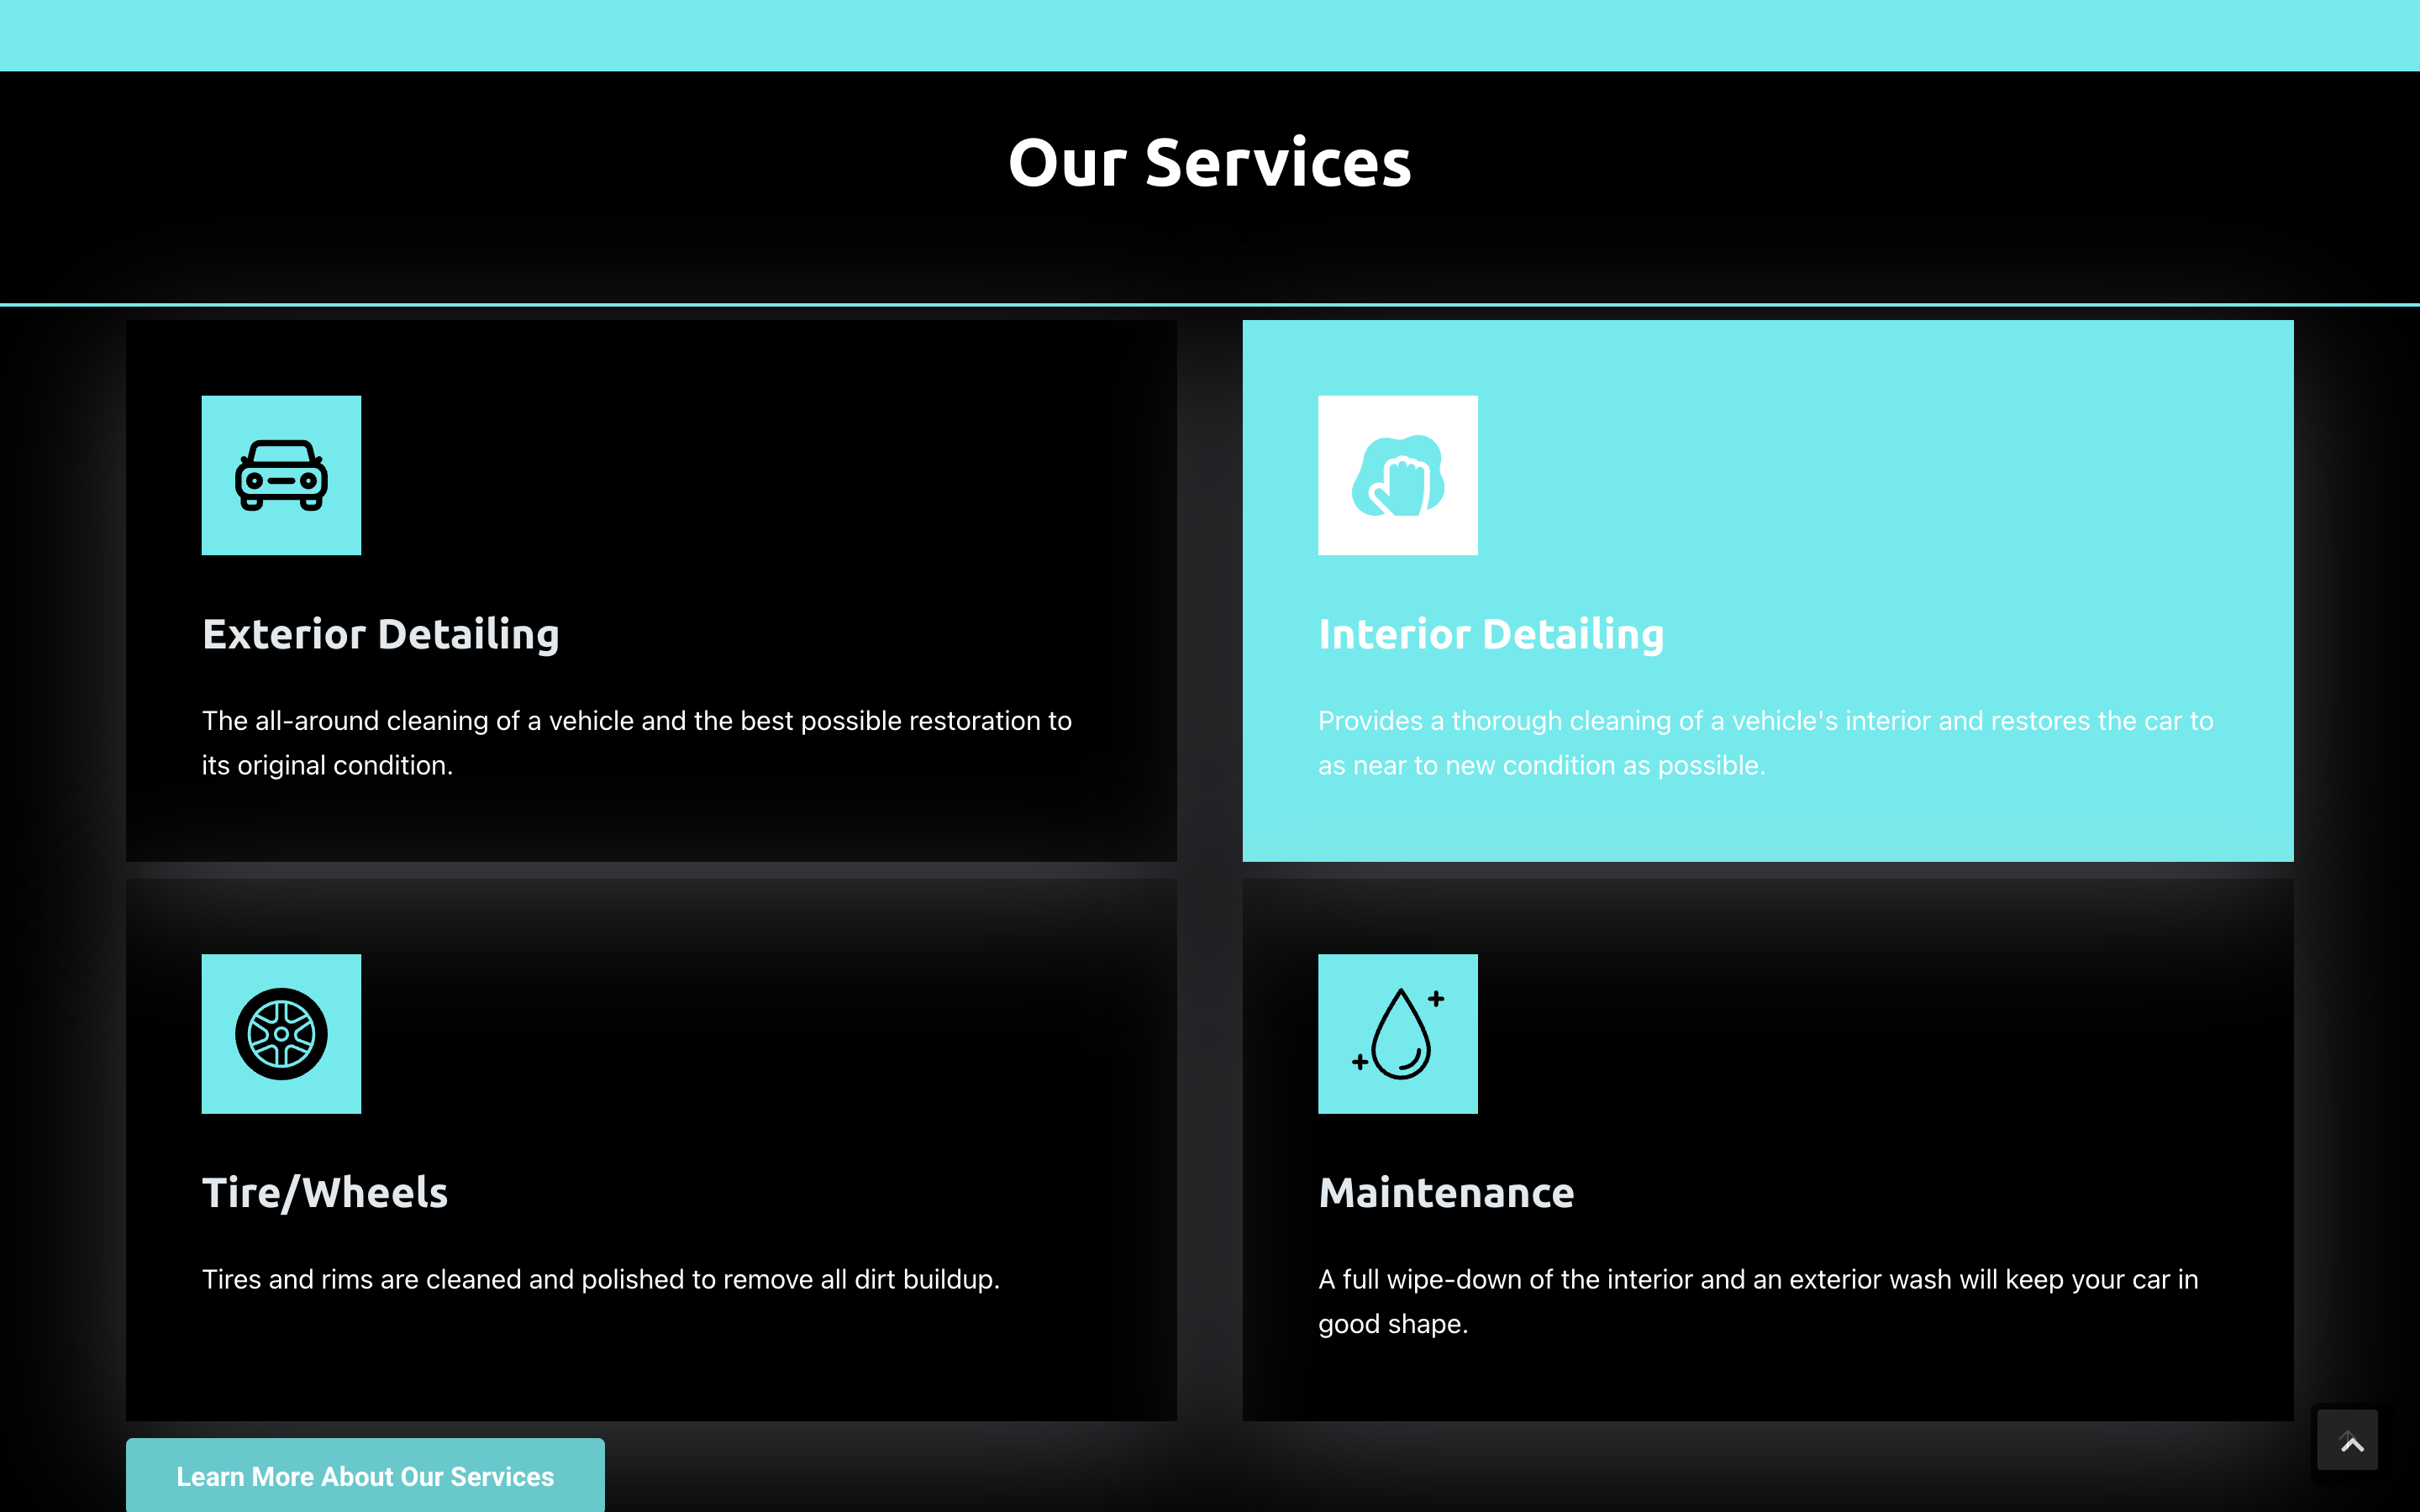 Our Services
Exterior Detailing
The all-around cleaning of a vehicle and the best possible restoration to
its original condition.
Interior Detailing
Provides a thorough cleaning of a vehicle's interior and restores the car to
as near to new condition as possible.
Tire/Wheels
Tires and rims are cleaned and polished to remove all dirt buildup.
Maintenance
A full wipe-down of the interior and an exterior wash will keep your car in
good shape.
Learn More About Our Services